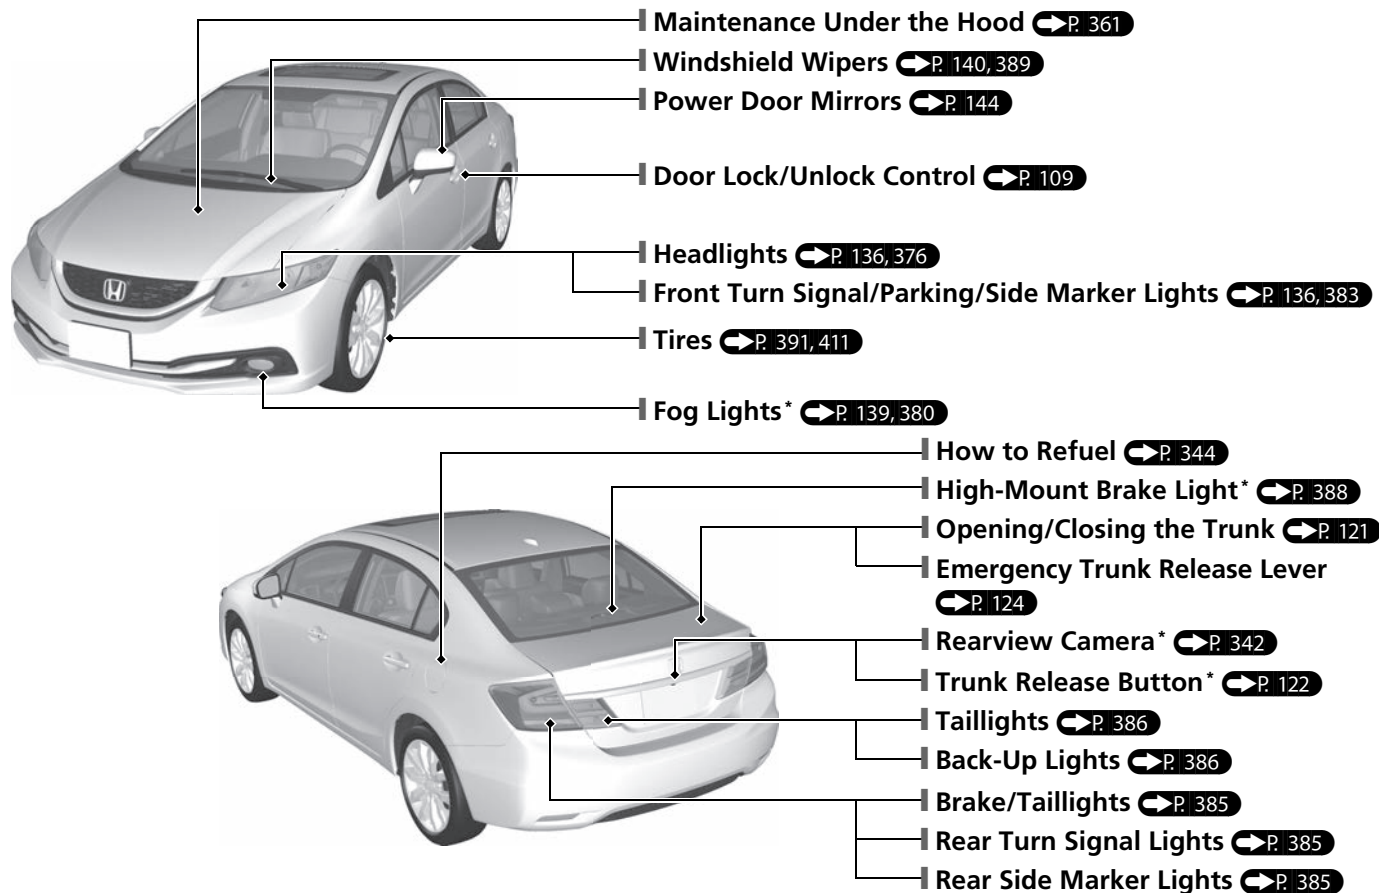 Maintenance Under the Hood P. 361
Windshield Wipers P. 140, 389
Power Door Mirrors P. 144
Door Lock/Unlock Control P. 109
Headlights P. 136, 376
Front Turn Signal/Parking/Side Marker Lights P. 136, 383
Tires P. 391, 411
Fog Lights* P. 139, 380
How to Refuel P. 344
High-Mount Brake Light* P. 388
Opening/Closing the Trunk P. 121
Emergency Trunk Release Lever
P. 124
Rearview Camera* P. 342
Trunk Release Button* P. 122
Taillights P. 386
Back-Up Lights P. 386
Brake/Taillights P. 385
Rear Turn Signal Lights P. 385
Rear Side Marker Lights P. 385